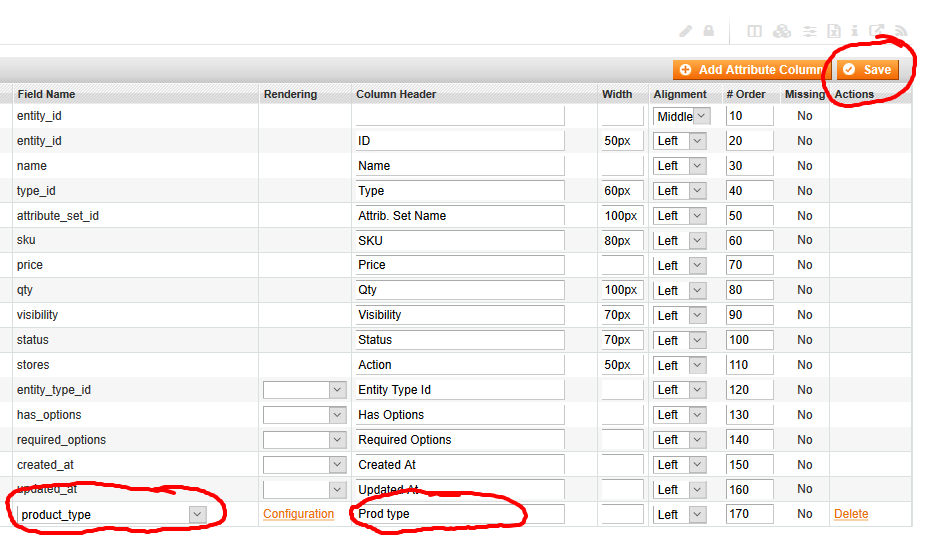 Add Attribute Column Save
Field Name Rendering Column Header Width Alignment # Order Missing Actions
entity_id Middle 10 No
entity_id ID 50px Left 20 No
name Name Left 30 No
type_id Type 60px Left 40 No
attribute_set_id Attrib. Set Name 100px Left 50 No
sku SKU 80px Left 60 No
price Price Left 70 No
qty Qty 100px Left 80 No
visibility Visibility 70px Left 90 No
status Status 70px Left 100 No
stores Action 50px Left 110 No
entity_type_id Entity Type Id Left 120 No
has_options Has Options Left 130 No
required_options Required Options Left 140 No
created_at Created At Left 150 No
updated_at Updated At Left 160 No
product_type Configuration Prod type Left 170 No Delete